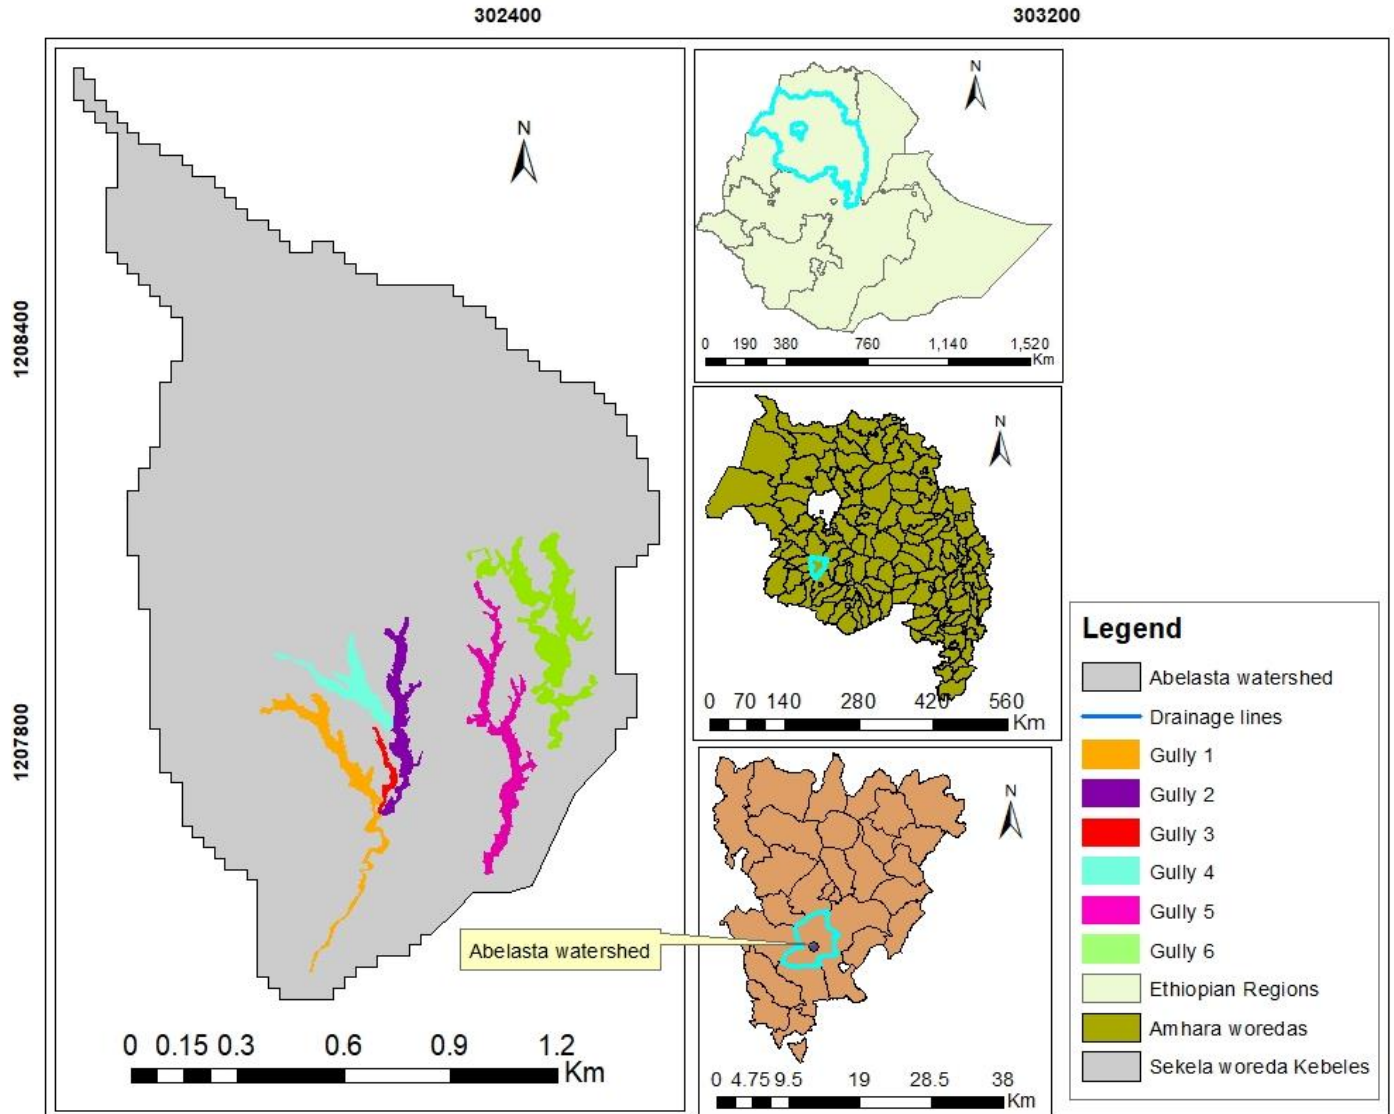 302400
303200
1208400
1207800
N
0 0.15 0.3 0.6 0.9 1.2
Km
N
0 190 380 760 1,140 1,520
Km
N
0 70 140 280 420 560
Km
N
0 4.75 9.5 19 28.5 38
Km
Abelasta watershed
Legend
Abelasta watershed
Drainage lines
Gully 1
Gully 2
Gully 3
Gully 4
Gully 5
Gully 6
Ethiopian Regions
Amhara woredas
Sekela woreda Kebeles